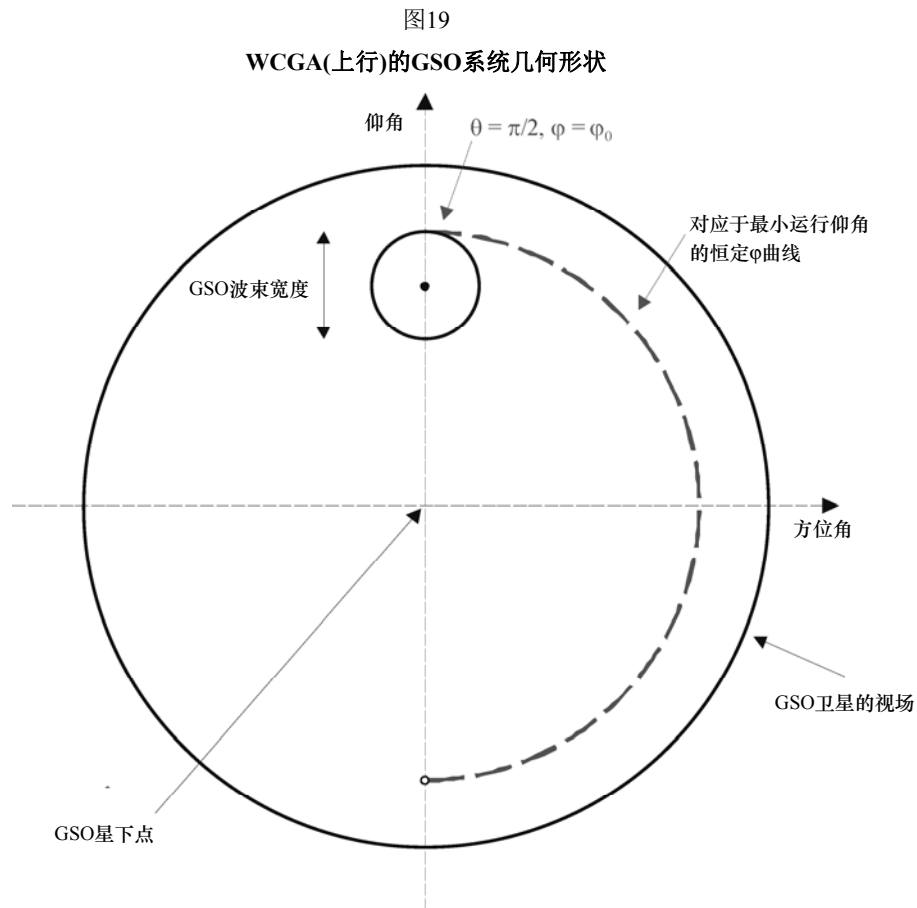 图19
WCGA(上行)的GSO系统几何形状
仰角
θ = π/2, φ = φ₀
对应于最小运行仰角
的恒定φ曲线
GSO波束宽度
方位角
GSO卫星的视场
GSO星下点